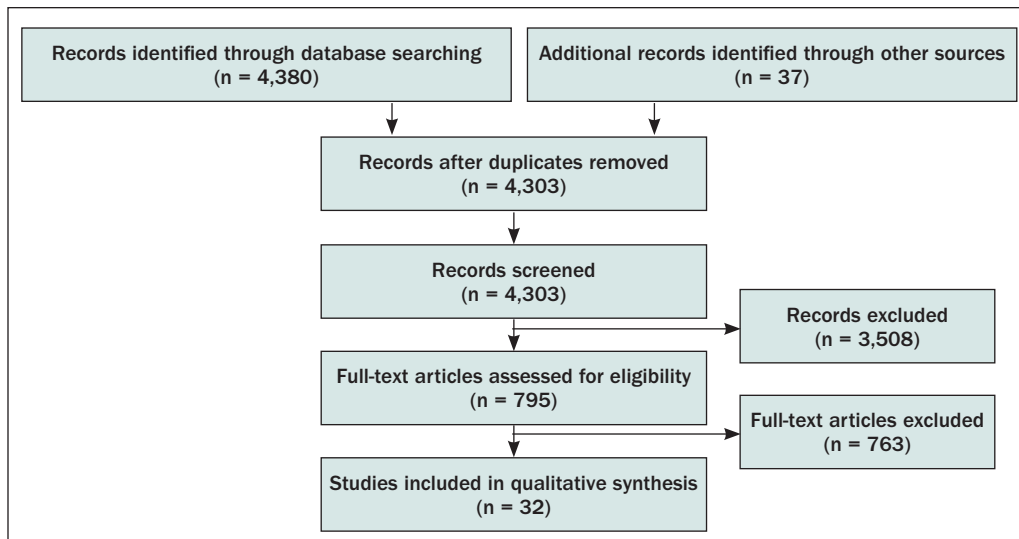 Records identified through database searching
(n = 4,380)
Additional records identified through other sources
(n = 37)
Records after duplicates removed
(n = 4,303)
Records screened
(n = 4,303)
Records excluded
(n = 3,508)
Full-text articles assessed for eligibility
(n = 795)
Full-text articles excluded
(n = 763)
Studies included in qualitative synthesis
(n = 32)